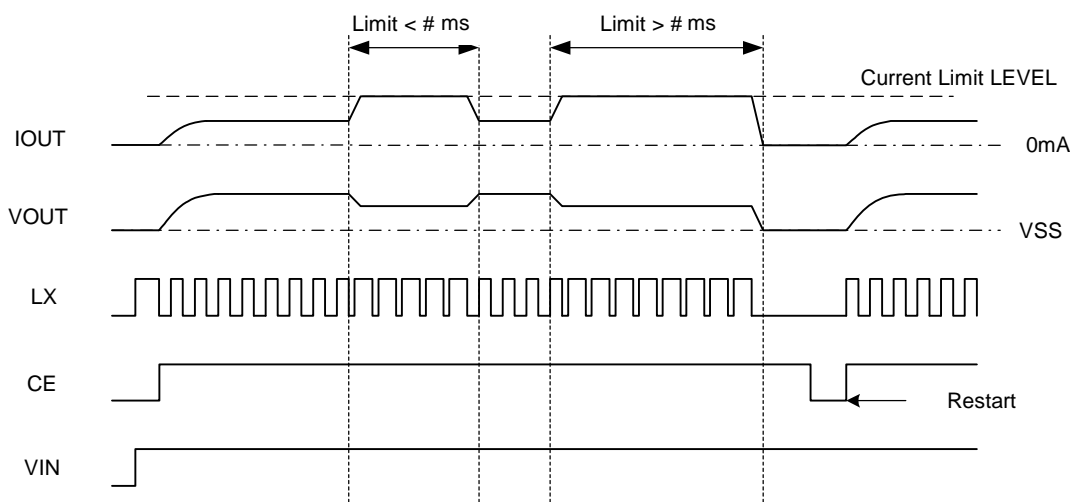 Limit < # ms
Limit > # ms
Current Limit LEVEL
IOUT
0mA
VOUT
VSS
LX
CE
Restart
VIN